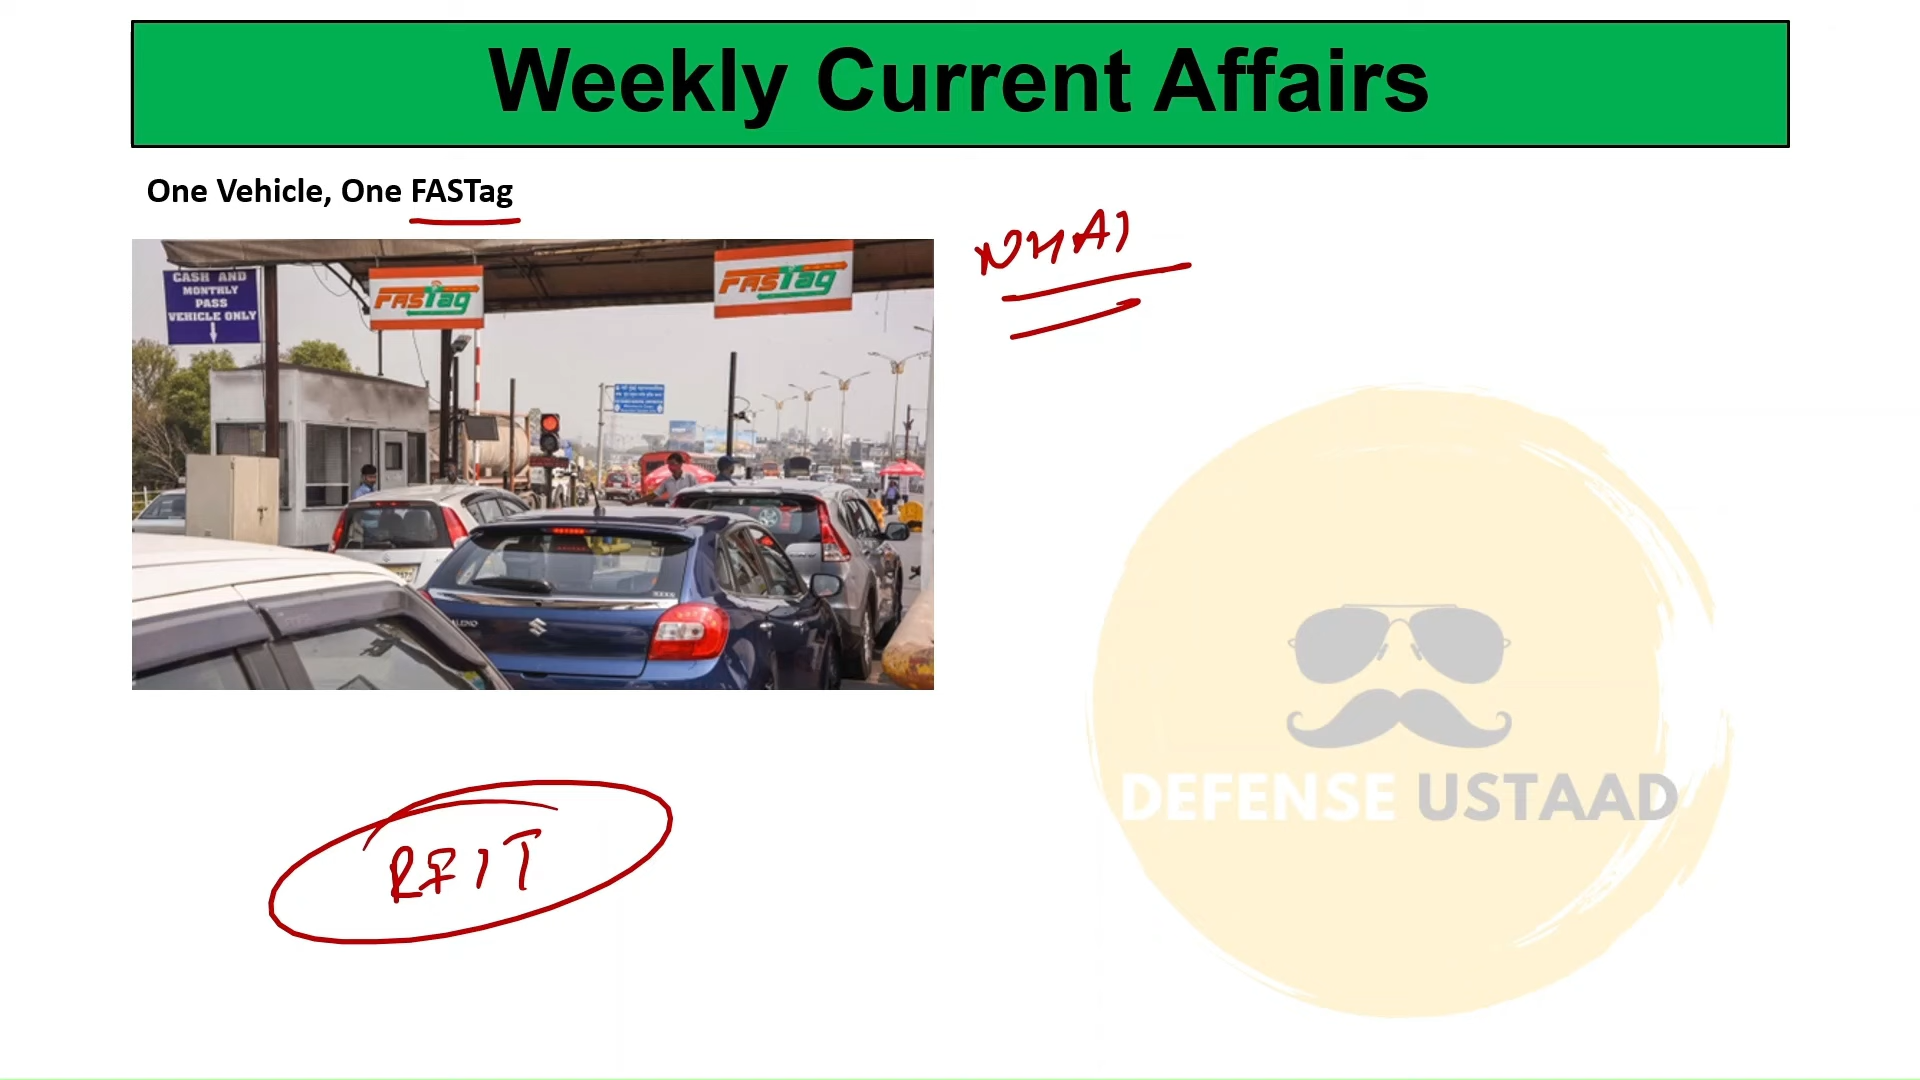 Weekly Current Affairs
One Vehicle, One FASTag
NHAI
CASH AND
MONTHLY
PASS
VEHICLE ONLY
FASTag
FASTag
DEFENSE USTAAD
RFIT